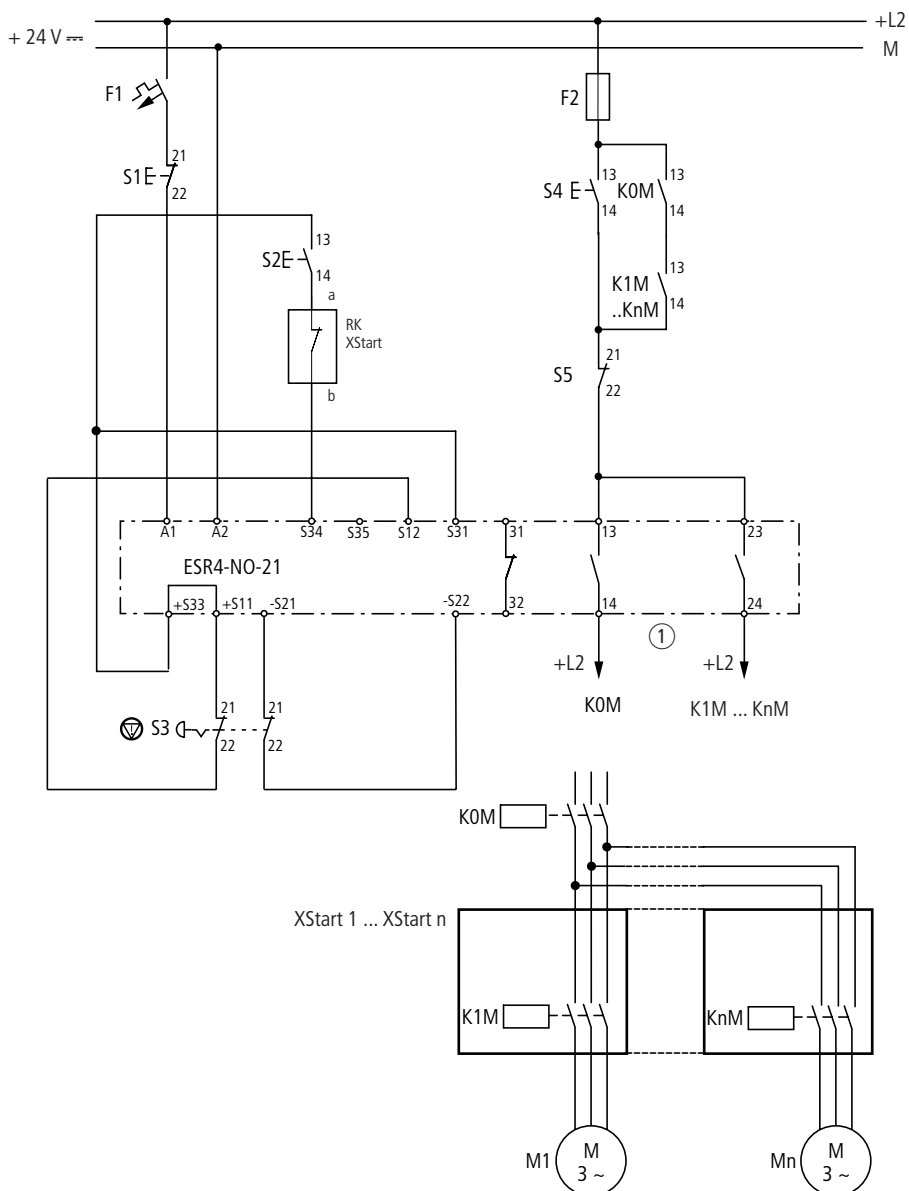 +L2
+ 24 V
M
F1
F2
21
S1E
22
13
S4 E
14
K0M
13
14
13
S2E
14
K1M
..KnM
13
14
a
RK
XStart
b
21
S5
22
A1
A2
S34
S35
S12
S31
31
13
23
ESR4-NO-21
+S33
+S11
-S21
-S22
32
14
24
1
+L2
+L2
K0M
K1M ... KnM
S3
21
22
21
22
K0M
XStart 1 ... XStart n
K1M
KnM
M1
M
3 ~
Mn
M
3 ~